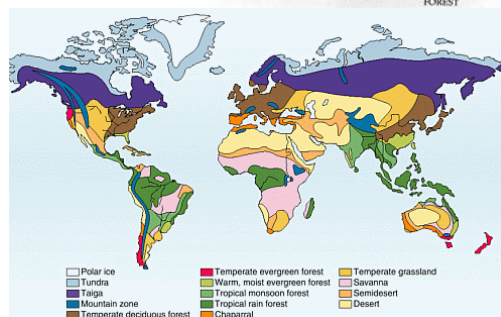 FOREST
Polar ice
Tundra
Taiga
Mountain zone
Temperate deciduous forest
Temperate evergreen forest
Warm, moist evergreen forest
Tropical monsoon forest
Tropical rain forest
Chaparral
Temperate grassland
Savanna
Semidesert
Desert